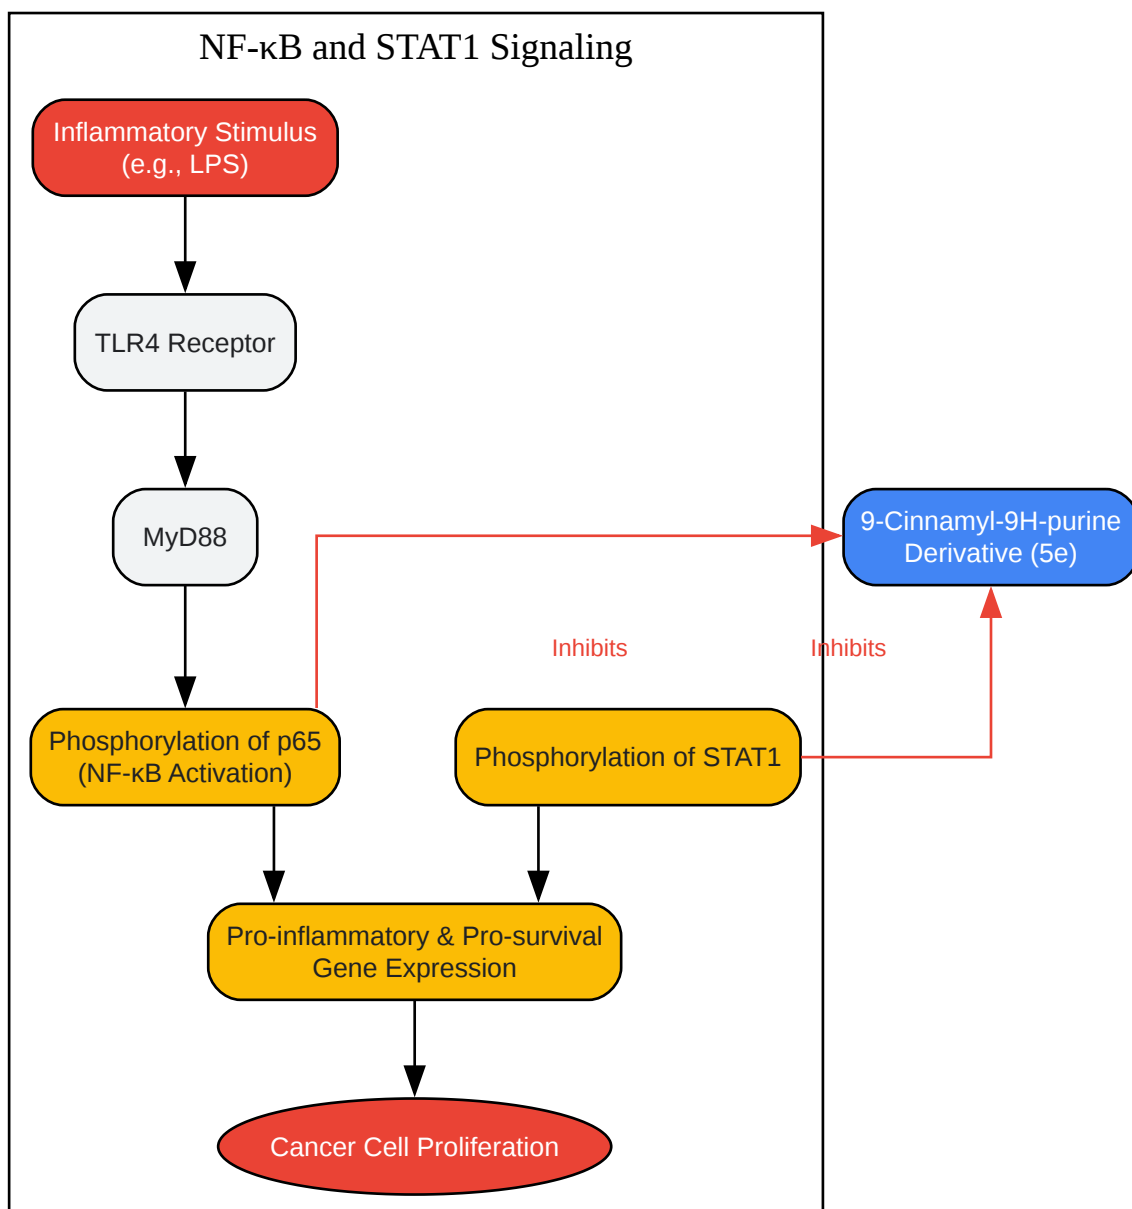 NF-κB and STAT1 Signaling
Inflammatory Stimulus
(e.g., LPS)
TLR4 Receptor
MyD88
9-Cinnamyl-9H-purine
Derivative (5e)
Inhibits
Inhibits
Phosphorylation of p65
(NF-κB Activation)
Phosphorylation of STAT1
Pro-inflammatory & Pro-survival
Gene Expression
Cancer Cell Proliferation